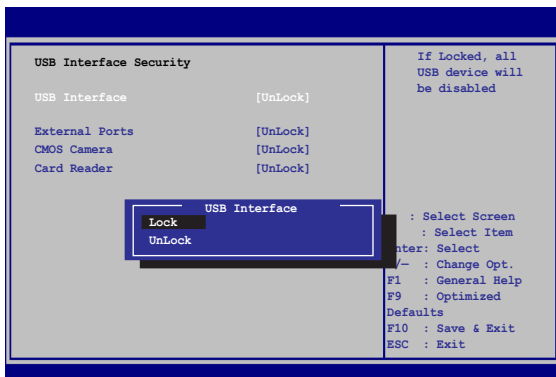 USB Interface Security
USB Interface [UnLock]
External Ports [UnLock]
CMOS Camera [UnLock]
Card Reader [UnLock]
USB Interface
Lock
UnLock
If Locked, all
USB device will
be disabled
: Select Screen
: Select Item
nter: Select
/— : Change Opt.
F1 : General Help
F9 : Optimized
Defaults
F10 : Save & Exit
ESC : Exit